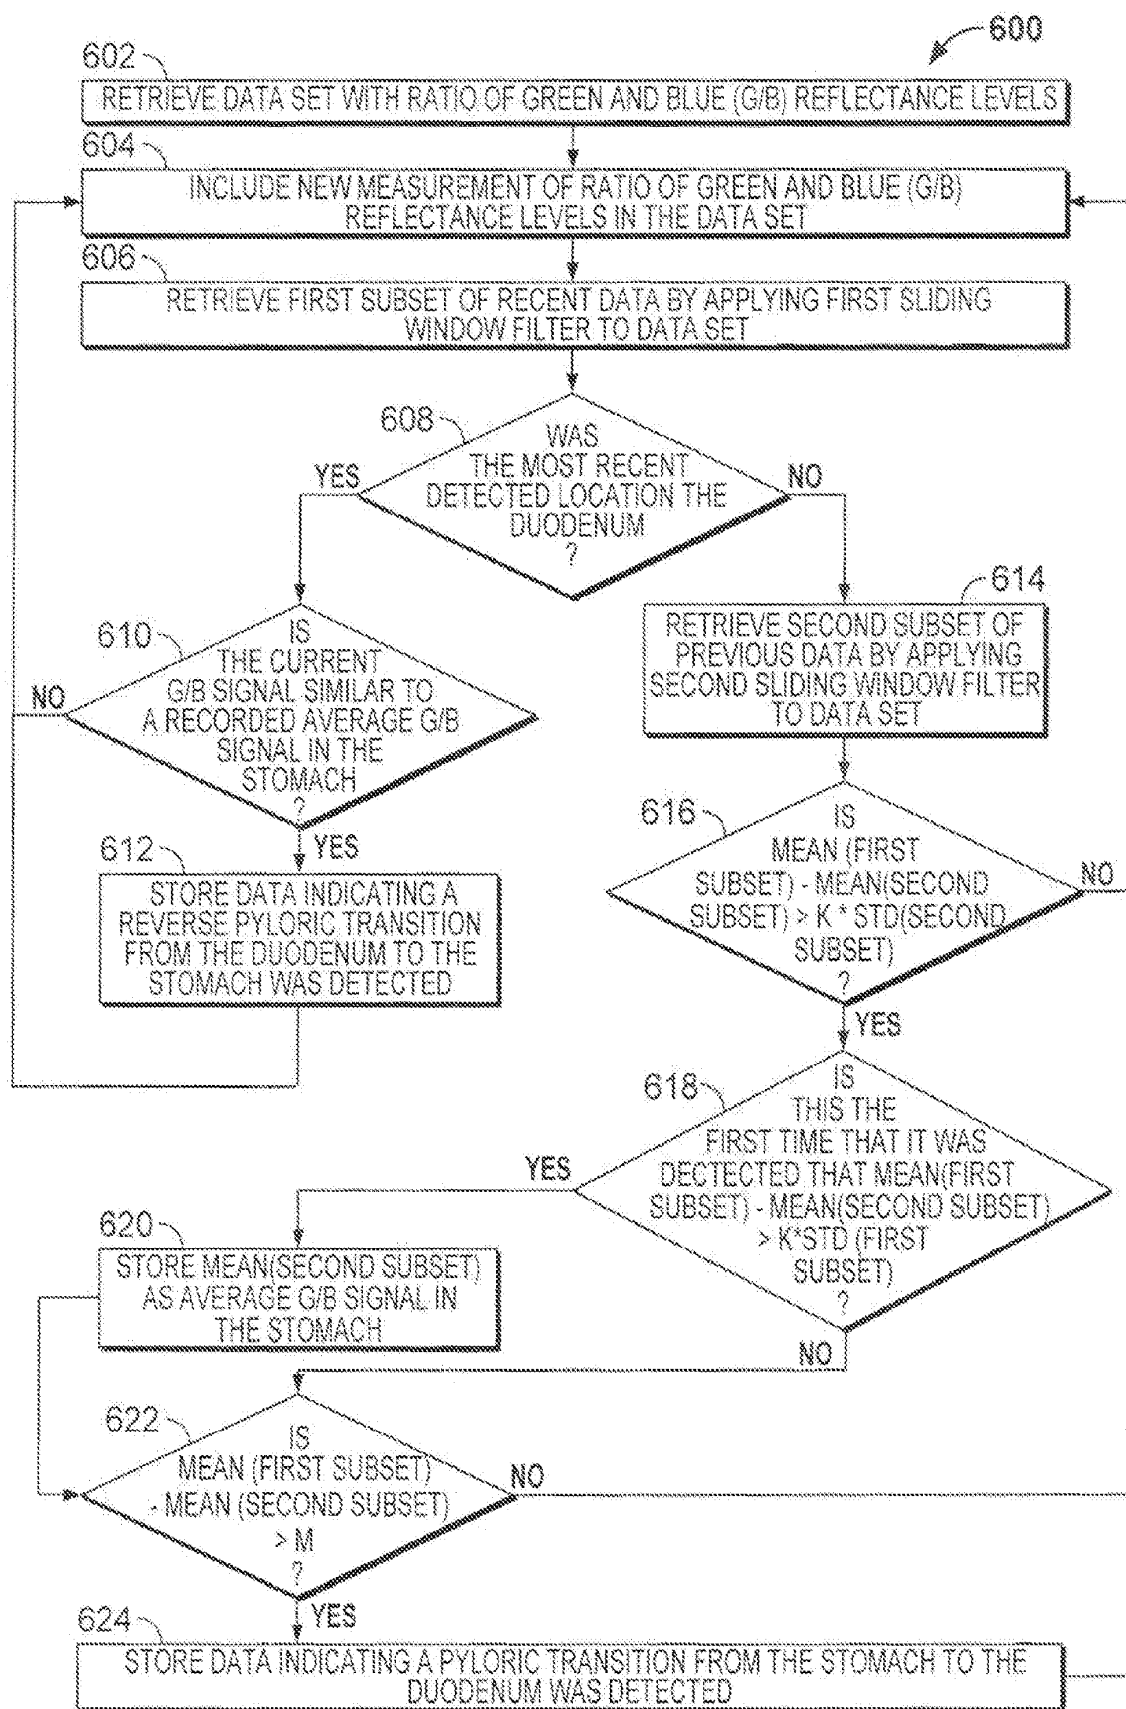 600
602
RETRIEVE DATA SET WITH RATIO OF GREEN AND BLUE (G/B) REFLECTANCE LEVELS
604
INCLUDE NEW MEASUREMENT OF RATIO OF GREEN AND BLUE (G/B)
REFLECTANCE LEVELS IN THE DATA SET
606
RETRIEVE FIRST SUBSET OF RECENT DATA BY APPLYING FIRST SLIDING
WINDOW FILTER TO DATA SET
608
WAS
THE MOST RECENT
DETECTED LOCATION THE
DUODENUM
?
YES
NO
610
IS
THE CURRENT
G/B SIGNAL SIMILAR TO
A RECORDED AVERAGE G/B
SIGNAL IN THE
STOMACH
?
NO
YES
612
STORE DATA INDICATING A
REVERSE PYLORIC TRANSITION
FROM THE DUODENUM TO THE
STOMACH WAS DETECTED
614
RETRIEVE SECOND SUBSET OF
PREVIOUS DATA BY APPLYING
SECOND SLIDING WINDOW FILTER
TO DATA SET
616
IS
MEAN (FIRST
SUBSET) - MEAN(SECOND
SUBSET) > K * STD(SECOND
SUBSET)
?
NO
YES
618
IS
THIS THE
FIRST TIME THAT IT WAS
DECTECTED THAT MEAN(FIRST
SUBSET) - MEAN(SECOND SUBSET)
> K*STD (FIRST
SUBSET)
?
YES
NO
620
STORE MEAN(SECOND SUBSET)
AS AVERAGE G/B SIGNAL IN
THE STOMACH
622
IS
MEAN (FIRST SUBSET)
- MEAN (SECOND SUBSET)
> M
?
NO
YES
624
STORE DATA INDICATING A PYLORIC TRANSITION FROM THE STOMACH TO THE
DUODENUM WAS DETECTED